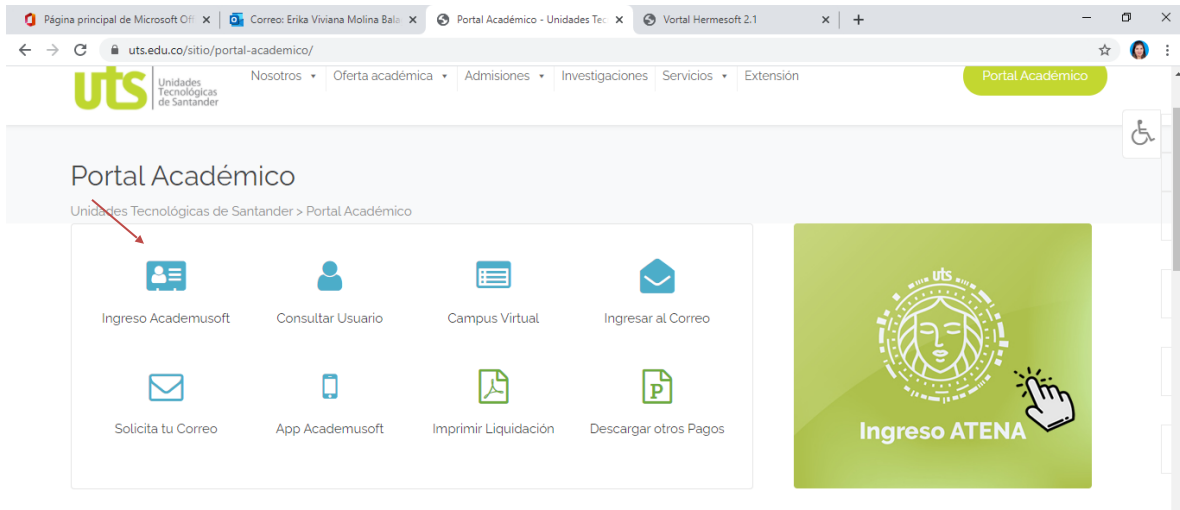 Página principal de Microsoft Off
Correo: Erika Viviana Molina Bala
Portal Académico - Unidades Tec
Vortal Hermesoft 2.1
uts.edu.co/sitio/portal-academico/
uts
Unidades
Tecnológicas
de Santander
Nosotros
Oferta académica
Admisiones
Investigaciones
Servicios
Extensión
Portal Académico
Portal Académico
Unidades Tecnológicas de Santander > Portal Académico
Ingreso Academusoft
Consultar Usuario
Campus Virtual
Ingresar al Correo
Solicita tu Correo
App Academusoft
P
Imprimir Liquidación
Descargar otros Pagos
uts
Ingreso ATENA